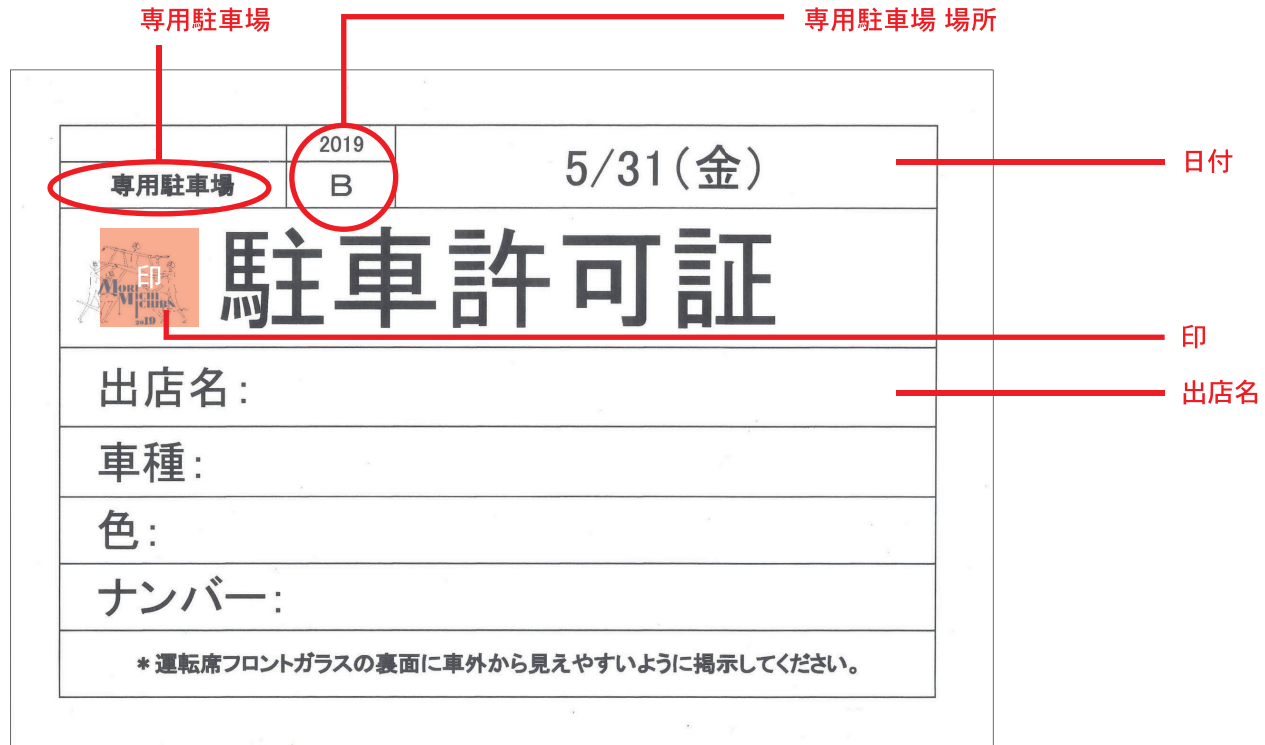 専用駐車場
専用駐車場 場所
2019
5/31(金)
日付
専用駐車場
B
印
MORI MICHI ICHIBA
2019
駐車許可証
印
出店名:
出店名
車種:
色:
ナンバー:
*運転席フロントガラスの裏面に車外から見えやすいように掲示してください。